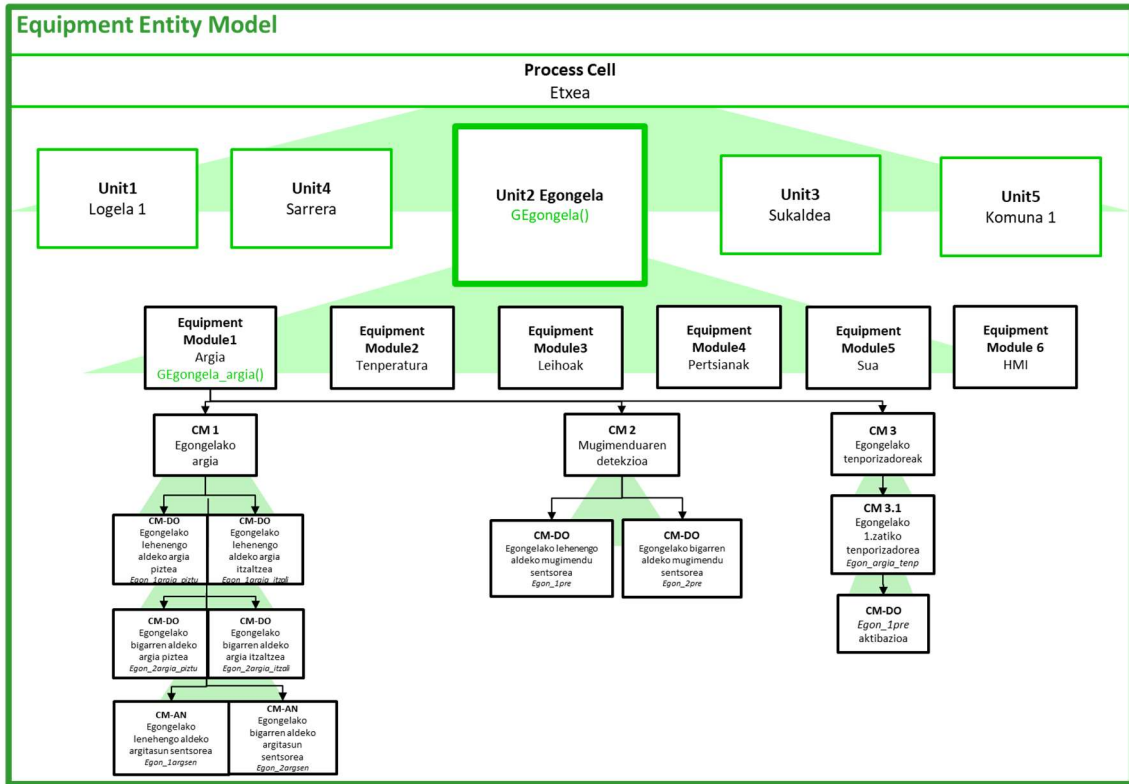 Equipment Entity Model
Process Cell
Etxea
Unit1
Logela 1
Unit4
Sarrera
Unit2 Egongela
GEgongela()
Unit3
Sukaldea
Unit5
Komuna 1
Equipment
Module1
Argia
GEgongela_argia()
Equipment
Module2
Tenperatura
Equipment
Module3
Leihoak
Equipment
Module4
Pertsianak
Equipment
Module5
Sua
Equipment
Module 6
HMI
CM 1
Egongelako
argia
CM 2
Mugimenduaren
detekzioa
CM 3
Egongelako
tenporizadoreak
CM-DO
Egongelako
lehenengo
aldeko argia
piztea
Egon_1argia_piztu
CM-DO
Egongelako
lehenengo
aldeko argia
itzaltzea
Egon_1argia_itzali
CM-DO
Egongelako lehenengo
aldeko mugimendu
sentsorea
Egon_1pre
CM-DO
Egongelako bigarren
aldeko mugimendu
sentsorea
Egon_2pre
CM 3.1
Egongelako
1.zatiko
tenporizadorea
Egon_argia_tenp
CM-DO
Egongelako
bigarren aldeko
argia piztea
Egon_2argia_piztu
CM-DO
Egongelako
bigarren aldeko
argia itzaltzea
Egon_2argia_itzali
CM-DO
Egon_1pre
aktibazioa
CM-AN
Egongelako
lenehengo aldeko
argitasun sentsorea
Egon_1argsen
CM-AN
Egongelako
bigarren aldeko
argitasun
sentsorea
Egon_2argsen